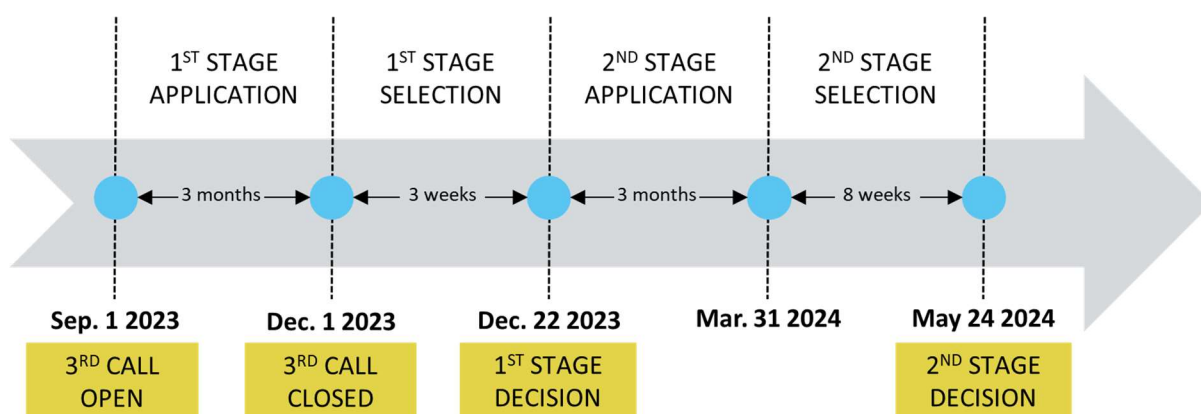 1ST STAGE
APPLICATION
1ST STAGE
SELECTION
2ND STAGE
APPLICATION
2ND STAGE
SELECTION
3 months
3 weeks
3 months
8 weeks
Sep. 1 2023
Dec. 1 2023
Dec. 22 2023
Mar. 31 2024
May 24 2024
3RD CALL
OPEN
3RD CALL
CLOSED
1ST STAGE
DECISION
2ND STAGE
DECISION